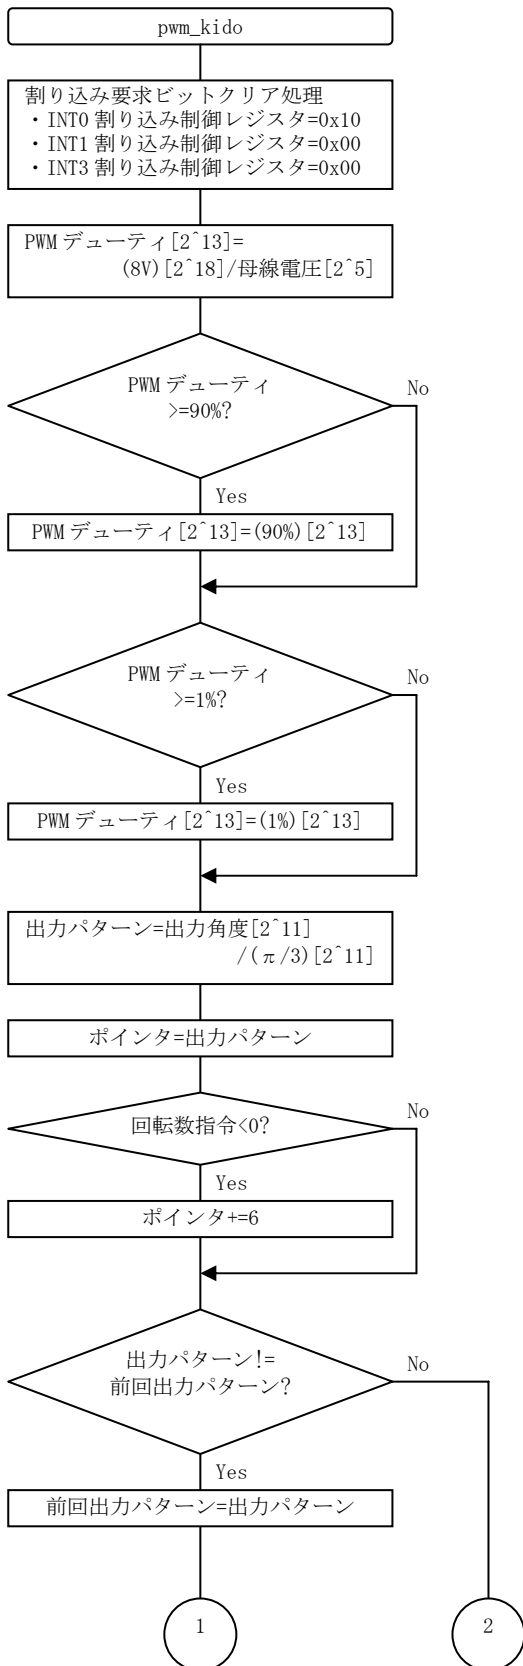 pwm_kido
割り込み要求ビットクリア処理
・INT0 割り込み制御レジスタ=0x10
・INT1 割り込み制御レジスタ=0x00
・INT3 割り込み制御レジスタ=0x00
PWM デューティ[2^13]=
(8V)[2^18]/母線電圧[2^5]
PWM デューティ
>=90%?
No
Yes
PWM デューティ[2^13]=(90%)[2^13]
PWM デューティ
>=1%?
No
Yes
PWM デューティ[2^13]=(1%)[2^13]
出力パターン=出力角度[2^11]
/(π/3)[2^11]
ポインタ=出力パターン
回転数指令<0?
No
Yes
ポインタ+=6
出力パターン!=
前回出力パターン?
No
Yes
前回出力パターン=出力パターン
1
2